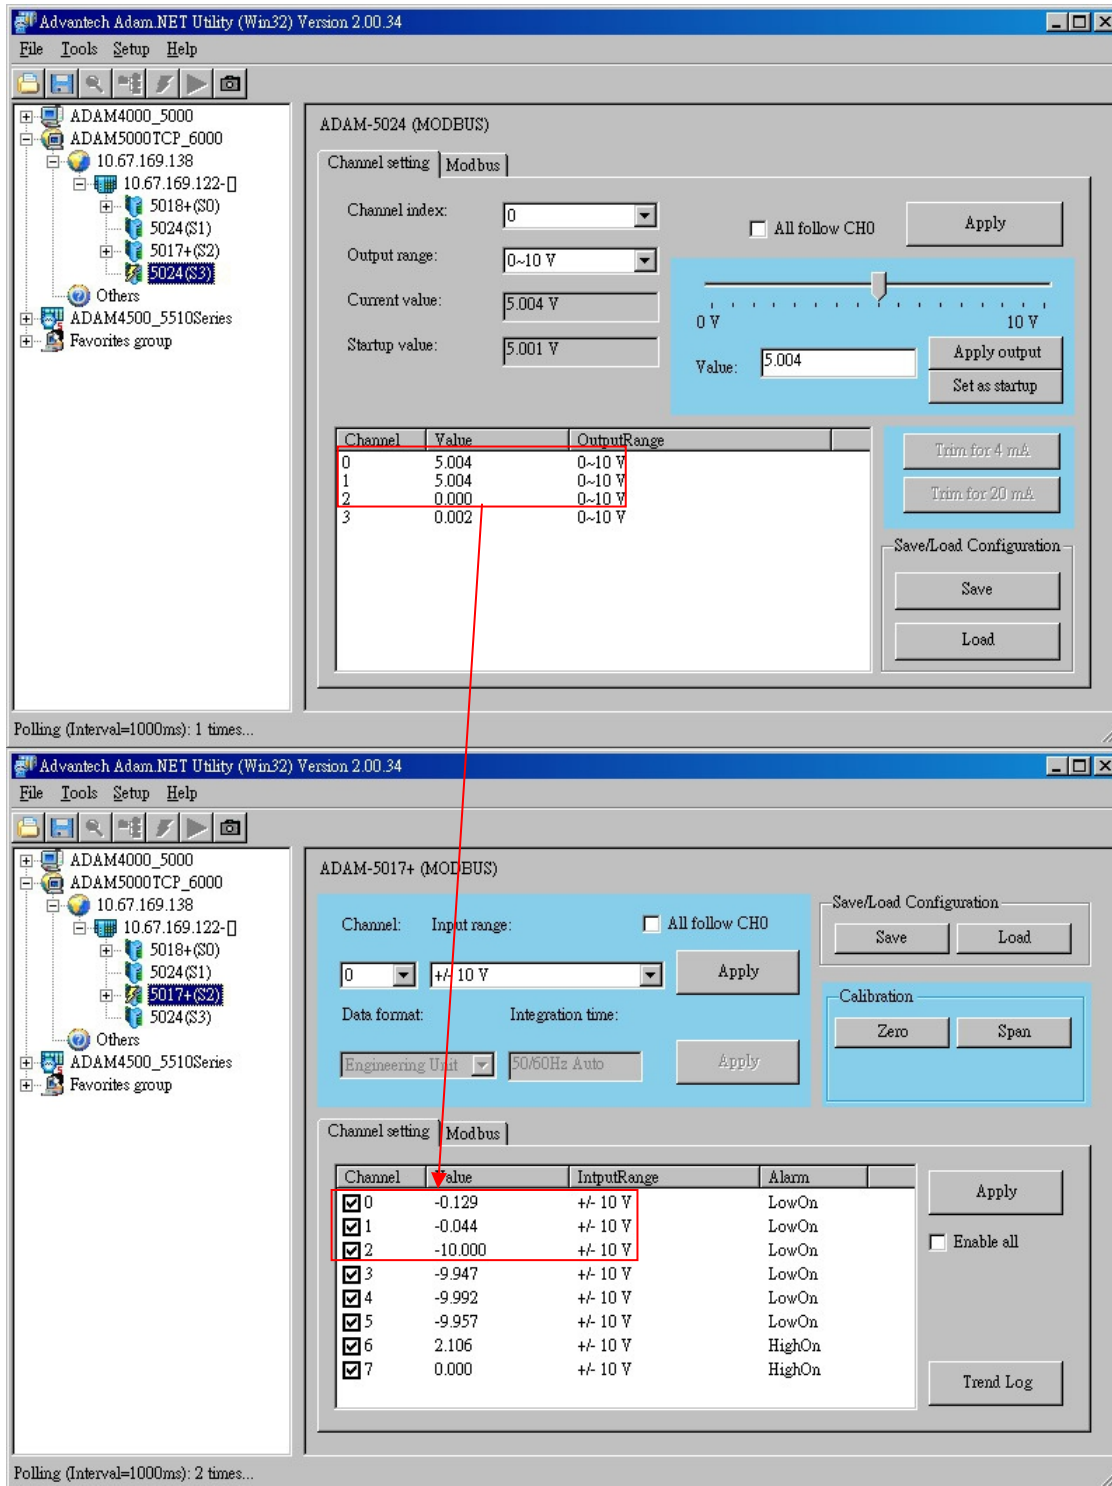 Advantech Adam.NET Utility (Win32) Version 2.00.34
File Tools Setup Help
ADAM4000_5000
ADAM5000TCP_6000
10.67.169.138
10.67.169.122-[]
5018+(S0)
5024(S1)
5017+(S2)
5024(S3)
Others
ADAM4500_5510Series
Favorites group
ADAM-5024 (MODBUS)
Channel setting Modbus
Channel index: 0
All follow CH0 Apply
Output range: 0~10 V
Current value: 5.004 V
Startup value: 5.001 V
0 V 10 V
Value: 5.004 Apply output
Set as startup
Channel Value OutputRange
0 5.004 0~10 V
1 5.004 0~10 V
2 0.000 0~10 V
3 0.002 0~10 V
Trim for 4 mA
Trim for 20 mA
Save/Load Configuration
Save
Load
Polling (Interval=1000ms): 1 times...
Advantech Adam.NET Utility (Win32) Version 2.00.34
File Tools Setup Help
ADAM4000_5000
ADAM5000TCP_6000
10.67.169.138
10.67.169.122-[]
5018+(S0)
5024(S1)
5017+(S2)
5024(S3)
Others
ADAM4500_5510Series
Favorites group
ADAM-5017+ (MODBUS)
Channel: Input range: All follow CH0
0 +/- 10 V Apply
Data format: Integration time:
Engineering Unit 50/60Hz Auto Apply
Save/Load Configuration
Save Load
Calibration
Zero Span
Channel setting Modbus
Channel Value IntputRange Alarm
0 -0.129 +/- 10 V LowOn
1 -0.044 +/- 10 V LowOn
2 -10.000 +/- 10 V LowOn
3 -9.947 +/- 10 V LowOn
4 -9.992 +/- 10 V LowOn
5 -9.957 +/- 10 V LowOn
6 2.106 +/- 10 V HighOn
7 0.000 +/- 10 V HighOn
Apply
Enable all
Trend Log
Polling (Interval=1000ms): 2 times...